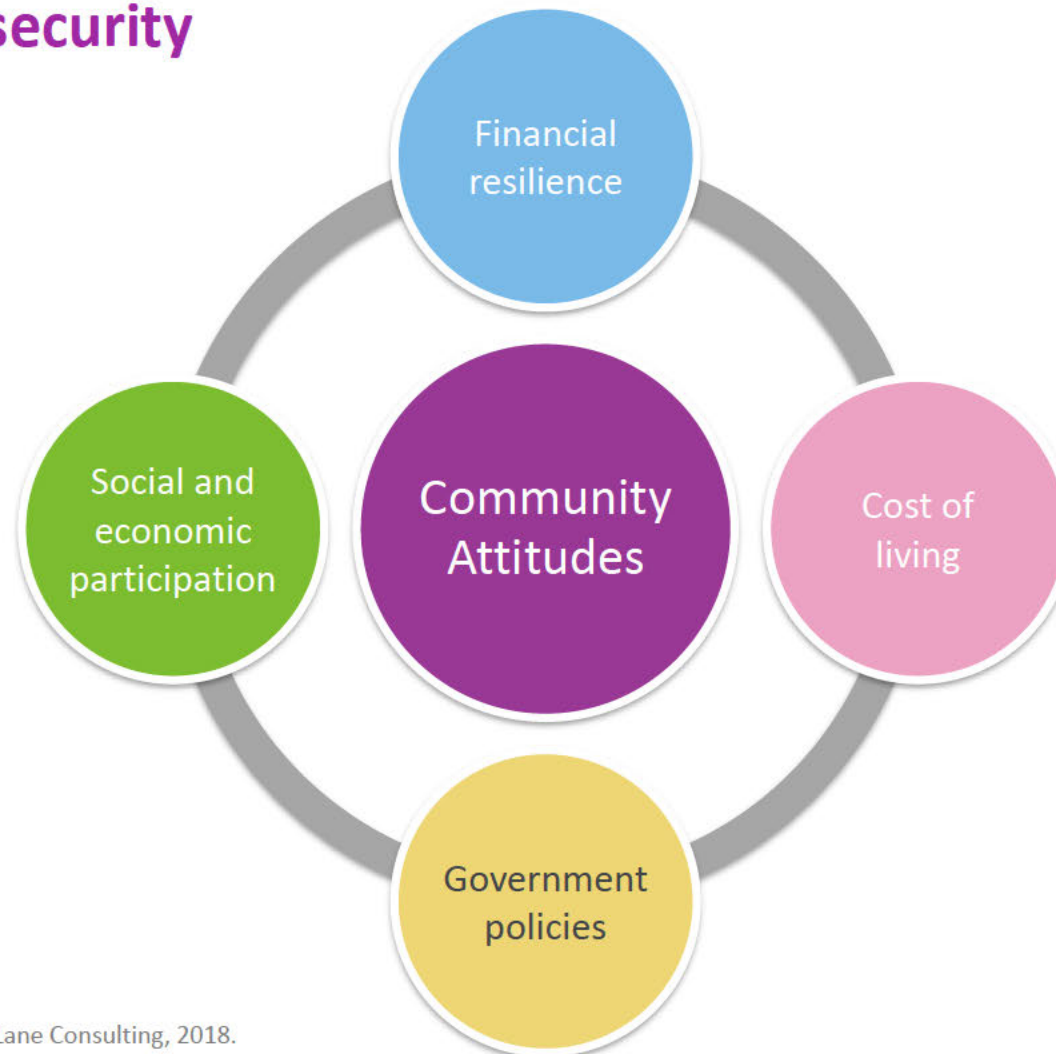 security
Financial
resilience
Social and
economic
participation
Community
Attitudes
Cost of
living
Government
policies
Lane Consulting, 2018.